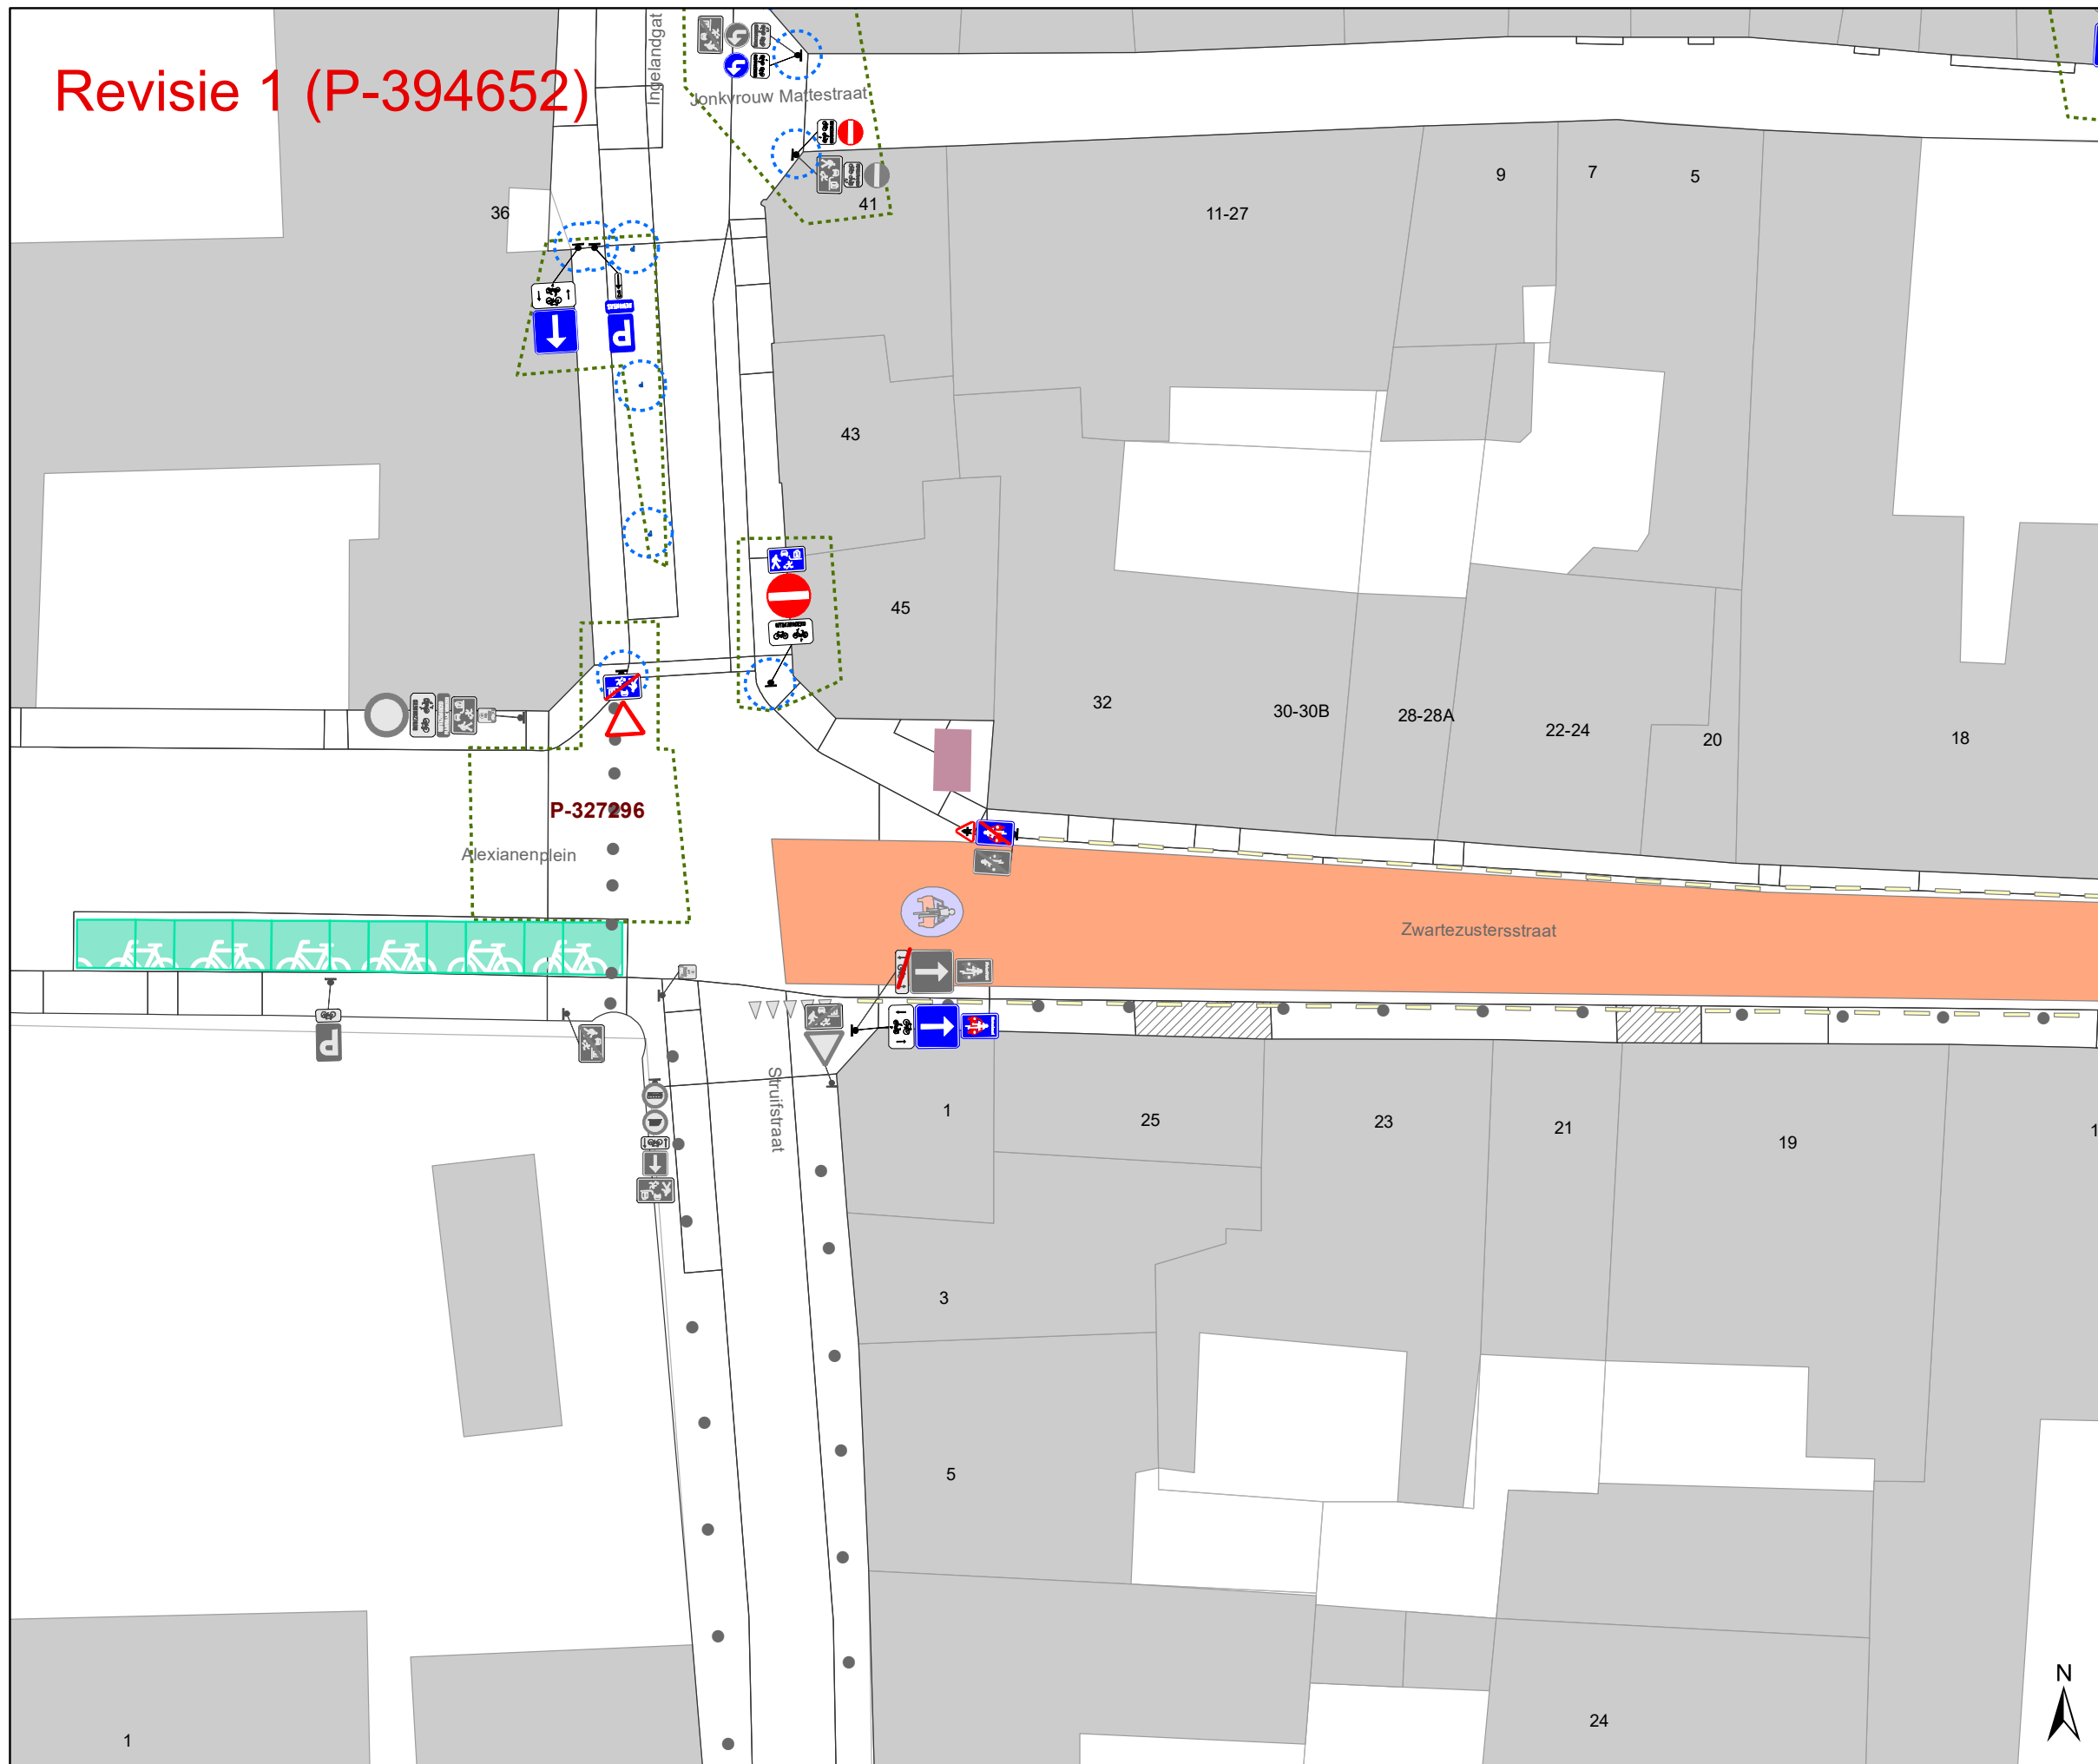 Revisie 1 (P-394652)
Ingelandgat
Jonkvrouw Mattestraat
36
41
11-27
9
7
5
P
43
45
32
30-30B
28-28A
22-24
20
18
P-327296
Alexianenplein
Zwartezustersstraat
P
Struifstraat
1
25
23
21
19
1
3
5
24
1
N